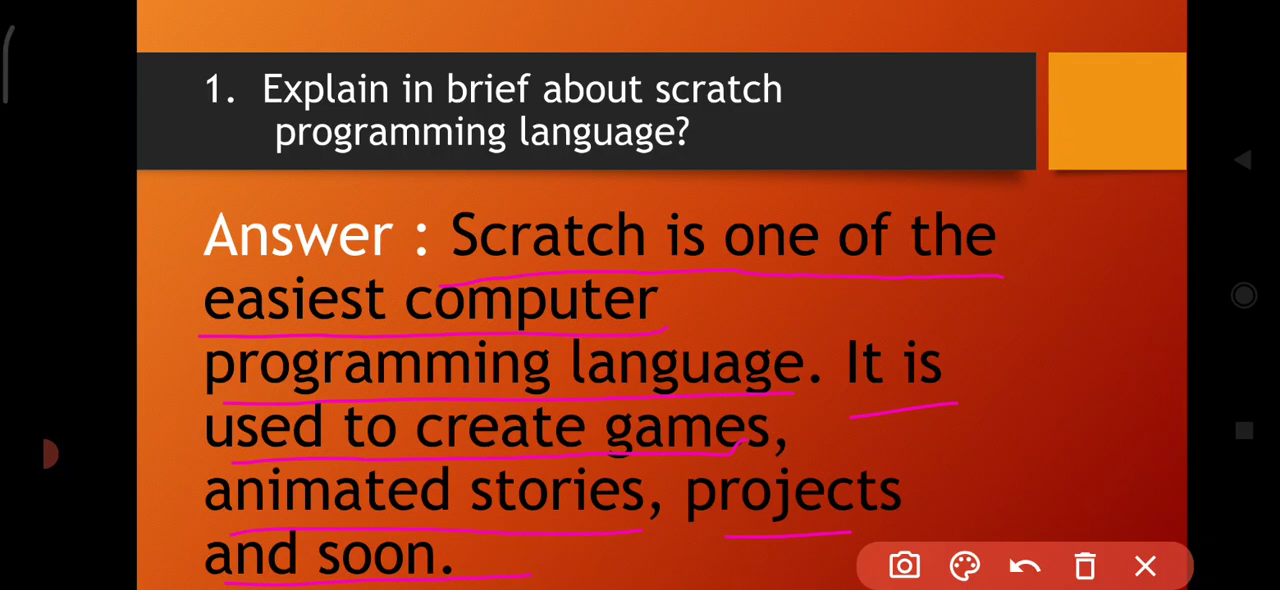 1. Explain in brief about scratch
programming language?
Answer : Scratch is one of the
easiest computer
programming language. It is
used to create games,
animated stories, projects
and soon.